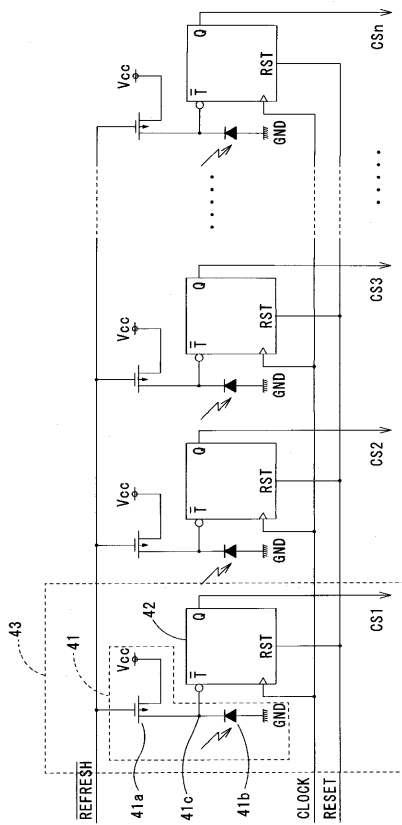 43
REFRESH
41
41a
Vcc
42
41c
T
Q
RST
41b
GND
CS1
Vcc
T
Q
RST
GND
CS2
Vcc
T
Q
RST
GND
CS3
Vcc
T
Q
RST
GND
CSn
CLOCK
RESET